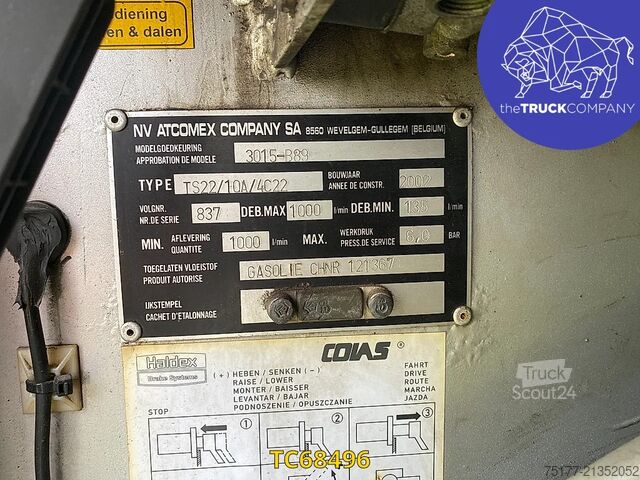 bediening
en & dalen
theTRUCKCOMPANY
NV ATCOMEX COMPANY SA 8560 WEVELGEM-GULLEGEM (BELGIUM)
MODELGOEDKEURING
APPROBATION DE MODELE 3015-B89
TYPE TS22/10A/4C22 BOUWJAAR
ANNEE DE CONSTR. 2002
VOLGNR.
NR.DE SERIE 837 DEB.MAX 1000 l/min DEB.MIN. 135 l/min
MIN. AFLEVERING
QUANTITE 1000 l/min MAX. WERKDRUK
PRESS.DE SERVICE 6,0 BAR
TOEGELATEN VLOEISTOF
PRODUIT AUTORISE GASOLIE CHNR 121367
IJKSTEMPEL
CACHET D'ETALONNAGE
Haldex
Brake Systems
COLAS ®
(+) HEBEN / SENKEN (-)
RAISE / LOWER
MONTER / BAISSER
LEVANTAR / BAJAR
PODNOSZENIE / OPUSZCZANIE
FAHRT
DRIVE
ROUTE
MARCHA
JAZDA
STOP
1
2
3
TC68496
Truck
Scout24
75177-21352052